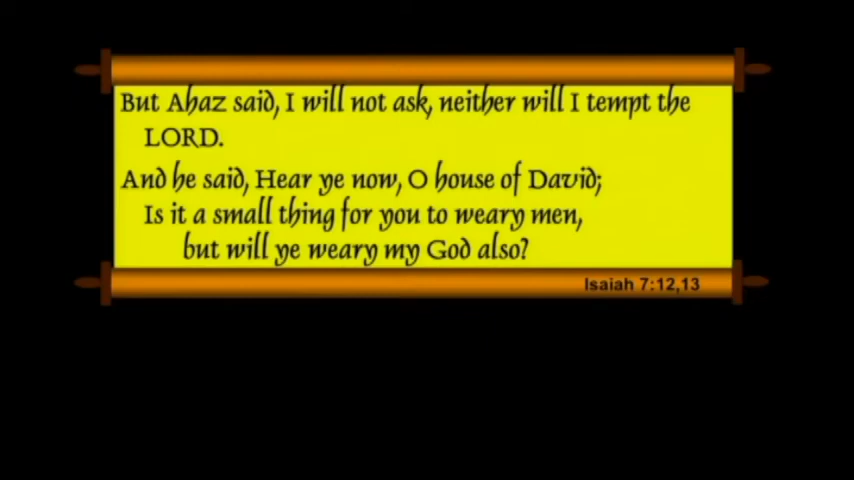 But Ahaz said, I will not ask, neither will I tempt the
LORD.
And he said, Hear ye now, O house of David;
Is it a small thing for you to weary men,
but will ye weary my God also?
Isaiah 7:12,13